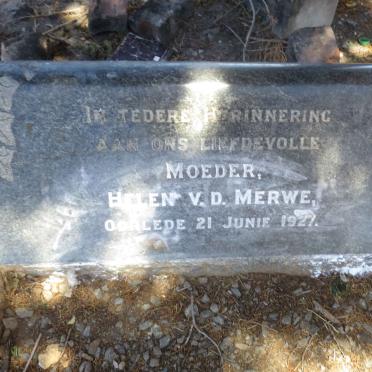 In tedere herinnering
aan ons liefdevolle
Moeder,
Helen v.d. Merwe,
Oorlede 21 Junie 1927.